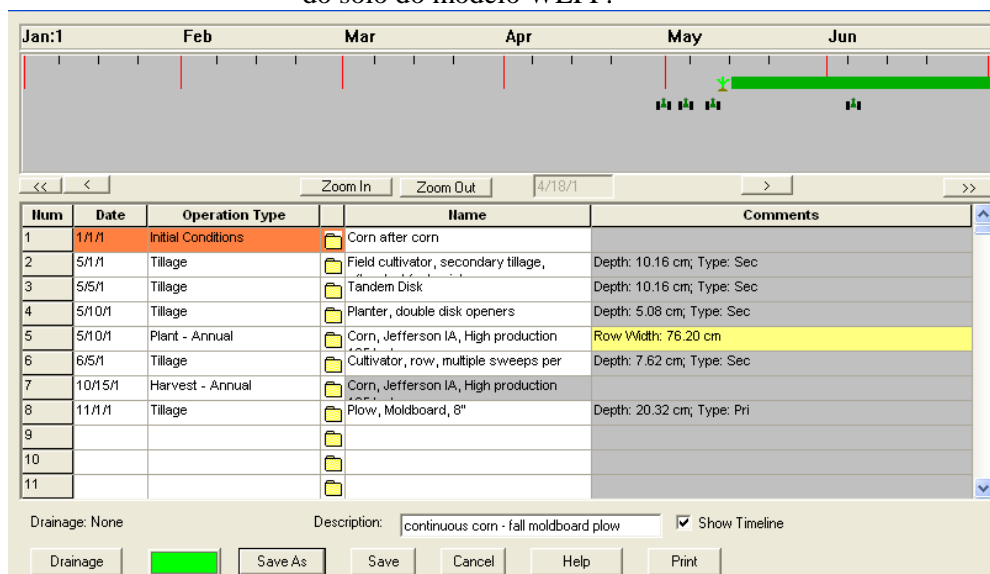 do solo do modelo WEPP.
Jan:1 Feb Mar Apr May Jun
<< < Zoom In Zoom Out 4/18/1 > >>
Num Date Operation Type Name Comments
1 1/1/1 Initial Conditions Corn after corn
2 5/1/1 Tillage Field cultivator, secondary tillage, Depth: 10.16 cm; Type: Sec
3 5/5/1 Tillage Tandem Disk Depth: 10.16 cm; Type: Sec
4 5/10/1 Tillage Planter, double disk openers Depth: 5.08 cm; Type: Sec
5 5/10/1 Plant - Annual Corn, Jefferson IA, High production Row Width: 76.20 cm
6 6/5/1 Tillage Cultivator, row, multiple sweeps per Depth: 7.62 cm; Type: Sec
7 10/15/1 Harvest - Annual Corn, Jefferson IA, High production
8 11/1/1 Tillage Plow, Moldboard, 8" Depth: 20.32 cm; Type: Pri
9
10
11
Drainage: None Description: continuous corn - fall moldboard plow Show Timeline
Drainage Save As Save Cancel Help Print